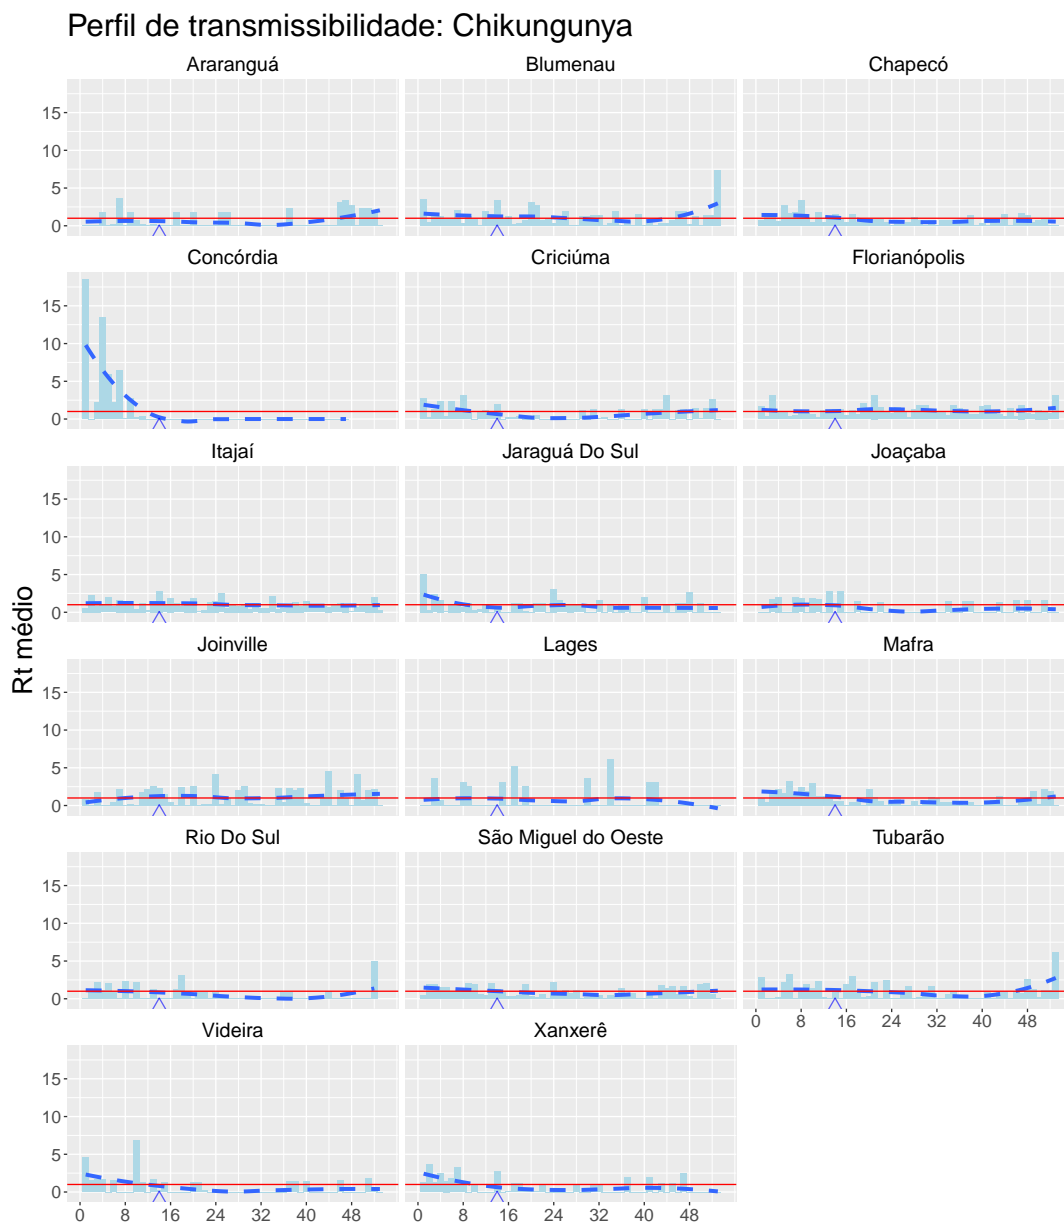 Perfil de transmissibilidade: Chikungunya
Araranguá Blumenau Chapecó
15
10
5
0
Concórdia Criciúma Florianópolis
15
10
5
0
Itajaí Jaraguá Do Sul Joaçaba
15
10
5
0
Rt médio
Joinville Lages Mafra
15
10
5
0
Rio Do Sul São Miguel do Oeste Tubarão
15
10
5
0
0 8 16 24 32 40 48
Videira Xanxerê
15
10
5
0
0 8 16 24 32 40 48 0 8 16 24 32 40 48